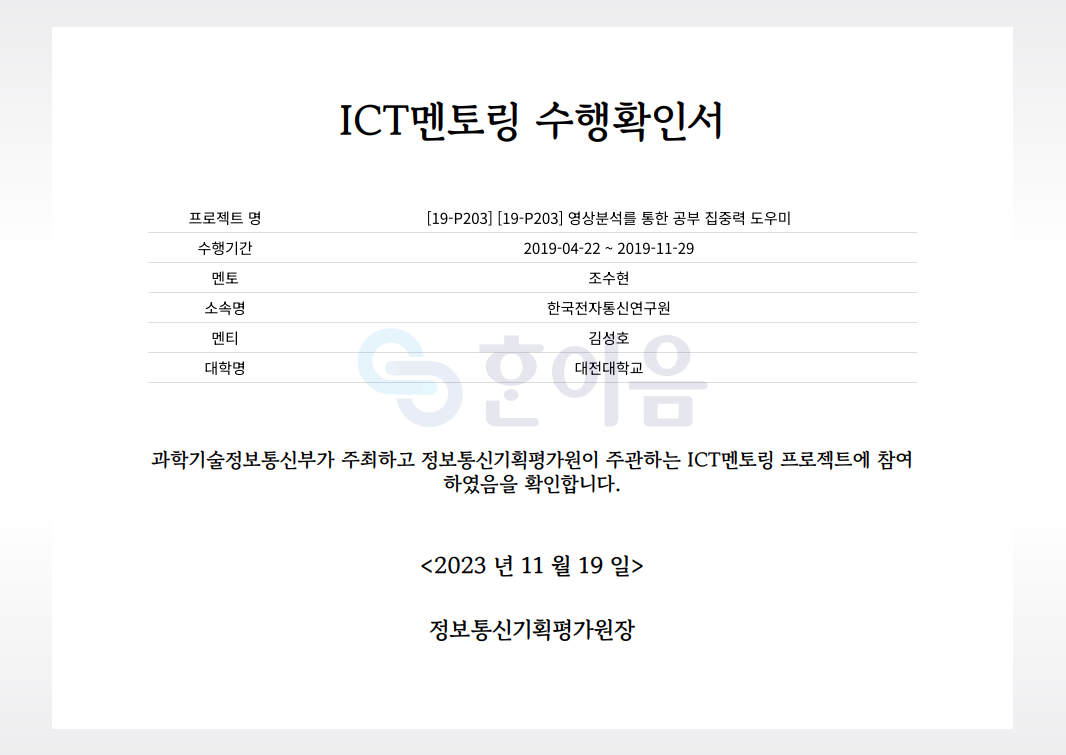 ICT멘토링 수행확인서
프로젝트 명 [19-P203] [19-P203] 영상분석를 통한 공부 집중력 도우미
수행기간 2019-04-22 ~ 2019-11-29
멘토 조수현
소속명 한국전자통신연구원
멘티 김성호
대학명 대전대학교
한이음
과학기술정보통신부가 주최하고 정보통신기획평가원이 주관하는 ICT멘토링 프로젝트에 참여
하였음을 확인합니다.
<2023 년 11 월 19 일>
정보통신기획평가원장